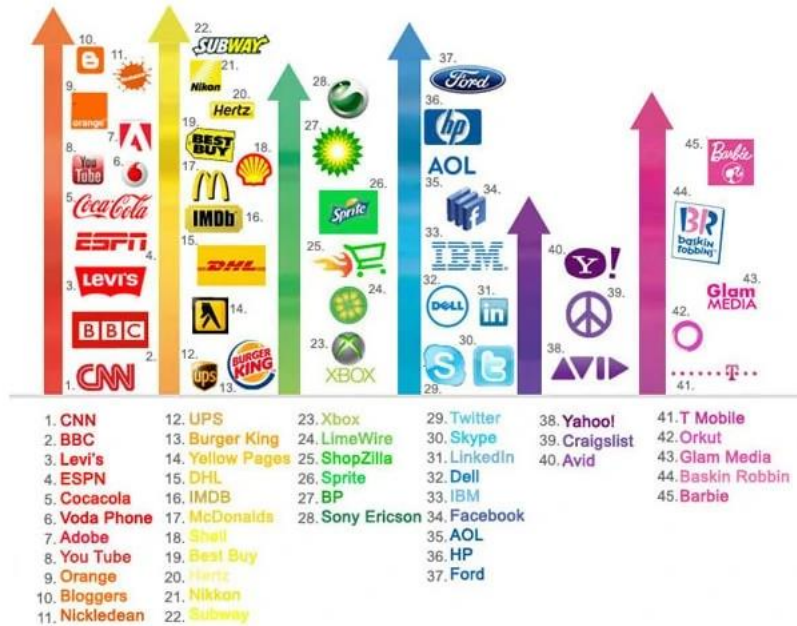 10.
11.
9.
orange
7.
8.
You Tube
6.
5.
Coca-Cola
ESPN
4.
3.
LEVI'S
BBC
2.
1.
CNN
22.
SUBWAY
21.
Nikon
20.
Hertz
19.
BEST BUY
18.
17.
IMDb
16.
15.
DHL
14.
12.
ups
13.
BURGER KING
28.
27.
26.
Sprite
25.
24.
23.
XBOX
37.
Ford
36.
hp
AOL
35.
34.
33.
IBM
32.
DELL
31.
in
30.
29.
45.
Barbie
44.
BR
baskin robbins
43.
Glam
MEDIA
42.
T
41.
40.
Y!
39.
38.
AVID
1. CNN
2. BBC
3. Levi's
4. ESPN
5. Cocacola
6. Voda Phone
7. Adobe
8. You Tube
9. Orange
10. Bloggers
11. Nickledean
12. UPS
13. Burger King
14. Yellow Pages
15. DHL
16. IMDB
17. McDonalds
18. Shell
19. Best Buy
20. Hertz
21. Nikkon
22. Subway
23. Xbox
24. LimeWire
25. ShopZilla
26. Sprite
27. BP
28. Sony Ericson
29. Twitter
30. Skype
31. LinkedIn
32. Dell
33. IBM
34. Facebook
35. AOL
36. HP
37. Ford
38. Yahoo!
39. Craigslist
40. Avid
41. T Mobile
42. Orkut
43. Glam Media
44. Baskin Robbin
45. Barbie